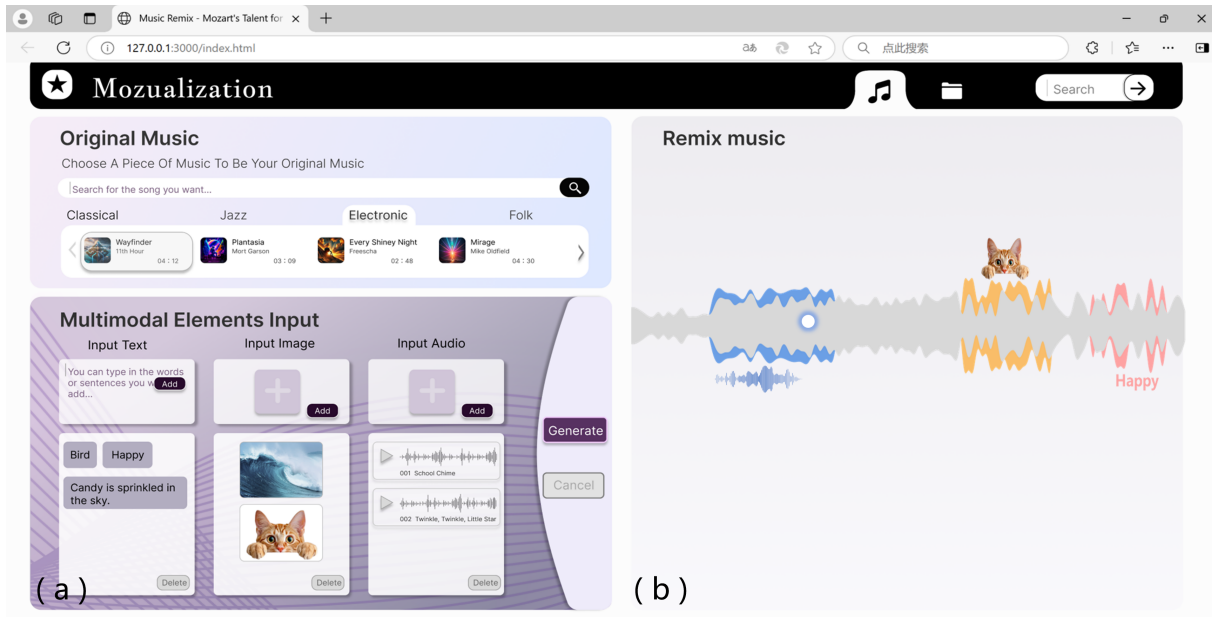 Music Remix - Mozart's Talent for
127.0.0.1:3000/index.html
aあ
点此搜索
Mozualization
Search
Original Music
Choose A Piece Of Music To Be Your Original Music
Search for the song you want...
Classical
Jazz
Electronic
Folk
Wayfinder
11th Hour
04 : 12
Plantasia
Mort Garson
03 : 09
Every Shiney Night
Freescha
02 : 48
Mirage
Mike Oldfield
04 : 30
Multimodal Elements Input
Input Text
Input Image
Input Audio
You can type in the words
or sentences you w
add...
Add
Add
Add
Bird
Happy
Candy is sprinkled in
the sky.
001 School Chime
002 Twinkle, Twinkle, Little Star
Delete
Delete
Delete
Generate
Cancel
(a)
Remix music
Happy
(b)